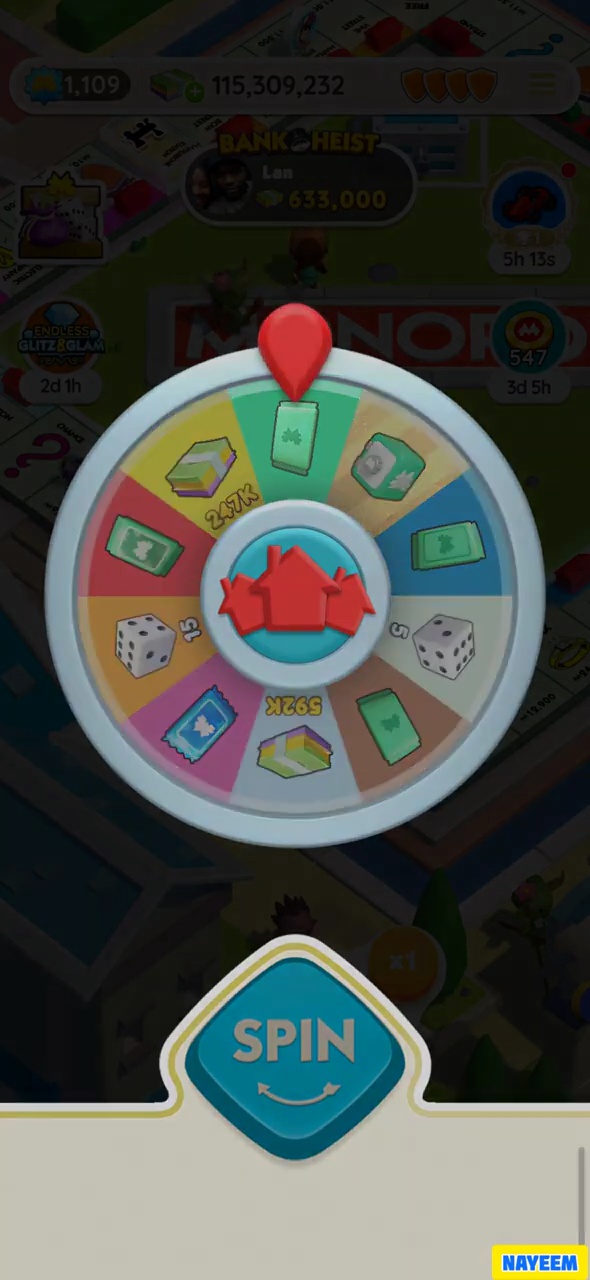 1,109
115,309,232
BANK HEIST
Lan
633,000
5h 13s
ENDLESS
GLITZ&GLAM
2d 1h
547
3d 5h
MONOPO
247K
15
5
592K
x1
SPIN
NAYEEM